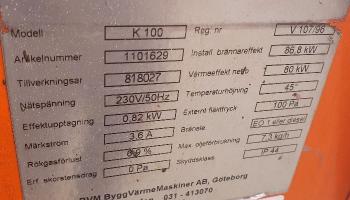 Modell K 100 Reg. nr V 107/98
Artikelnummer 1101629 Install. brännareffekt 86,8 kW
Tillverkningsår 818027 Värmeeffekt netto 80 kW
Nätspänning 230V/50Hz Temperaturhöjning 45°
Effektupptagning 0,82 kW Externt flänttryck 100 Pa
Märkström 3,6 A Bränsle EO 1 eller diesel
Rökgasförlust % Max. oljeförbrukning 7,3 kg/h
Erf. skorstensdrag 0 Pa Skyddsklass IP 44
BVM ByggVärmeMaskiner AB, Göteborg
031 - 413070